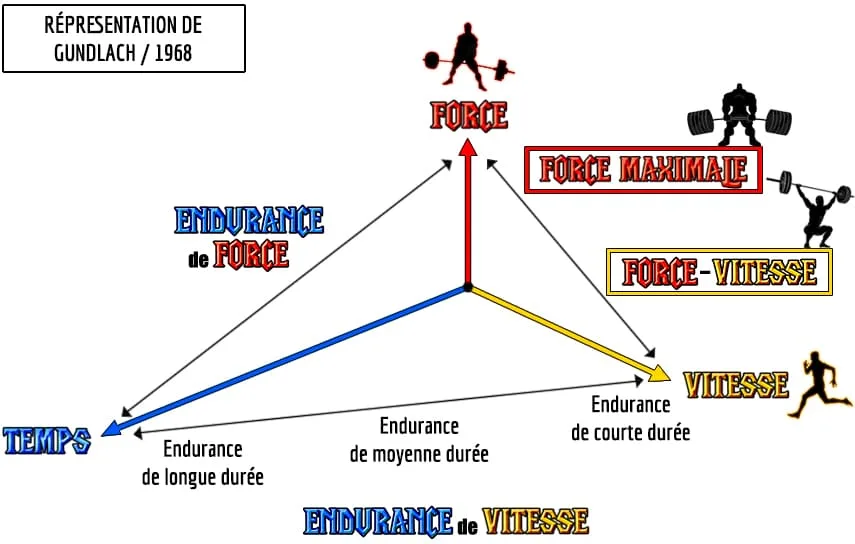 RÉPRESENTATION DE
GUNDLACH / 1968
FORCE
FORCE MAXIMALE
ENDURANCE
de FORCE
FORCE-VITESSE
VITESSE
TEMPS
Endurance
de longue durée
Endurance
de moyenne durée
Endurance
de courte durée
ENDURANCE de VITESSE